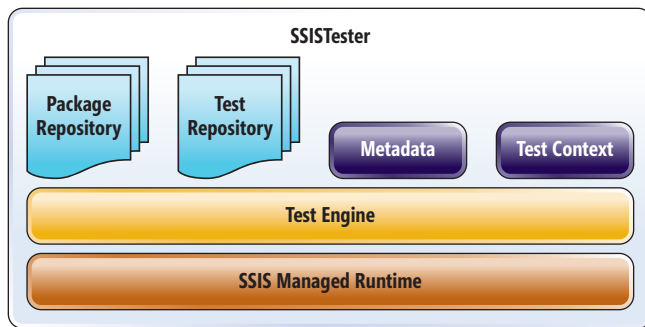 SSISTester
Package
Repository
Test
Repository
Metadata
Test Context
Test Engine
SSIS Managed Runtime